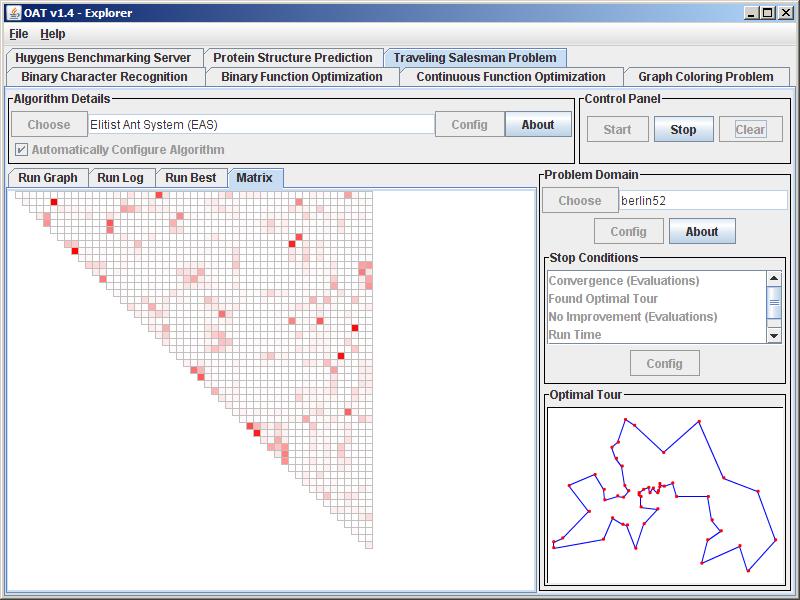 OAT v1.4 - Explorer
File Help
Huygens Benchmarking Server Protein Structure Prediction Traveling Salesman Problem
Binary Character Recognition Binary Function Optimization Continuous Function Optimization Graph Coloring Problem
Algorithm Details
Choose Elitist Ant System (EAS) Config About
Automatically Configure Algorithm
Control Panel
Start Stop Clear
Run Graph Run Log Run Best Matrix
Problem Domain
Choose berlin52
Config About
Stop Conditions
Convergence (Evaluations)
Found Optimal Tour
No Improvement (Evaluations)
Run Time
Config
Optimal Tour